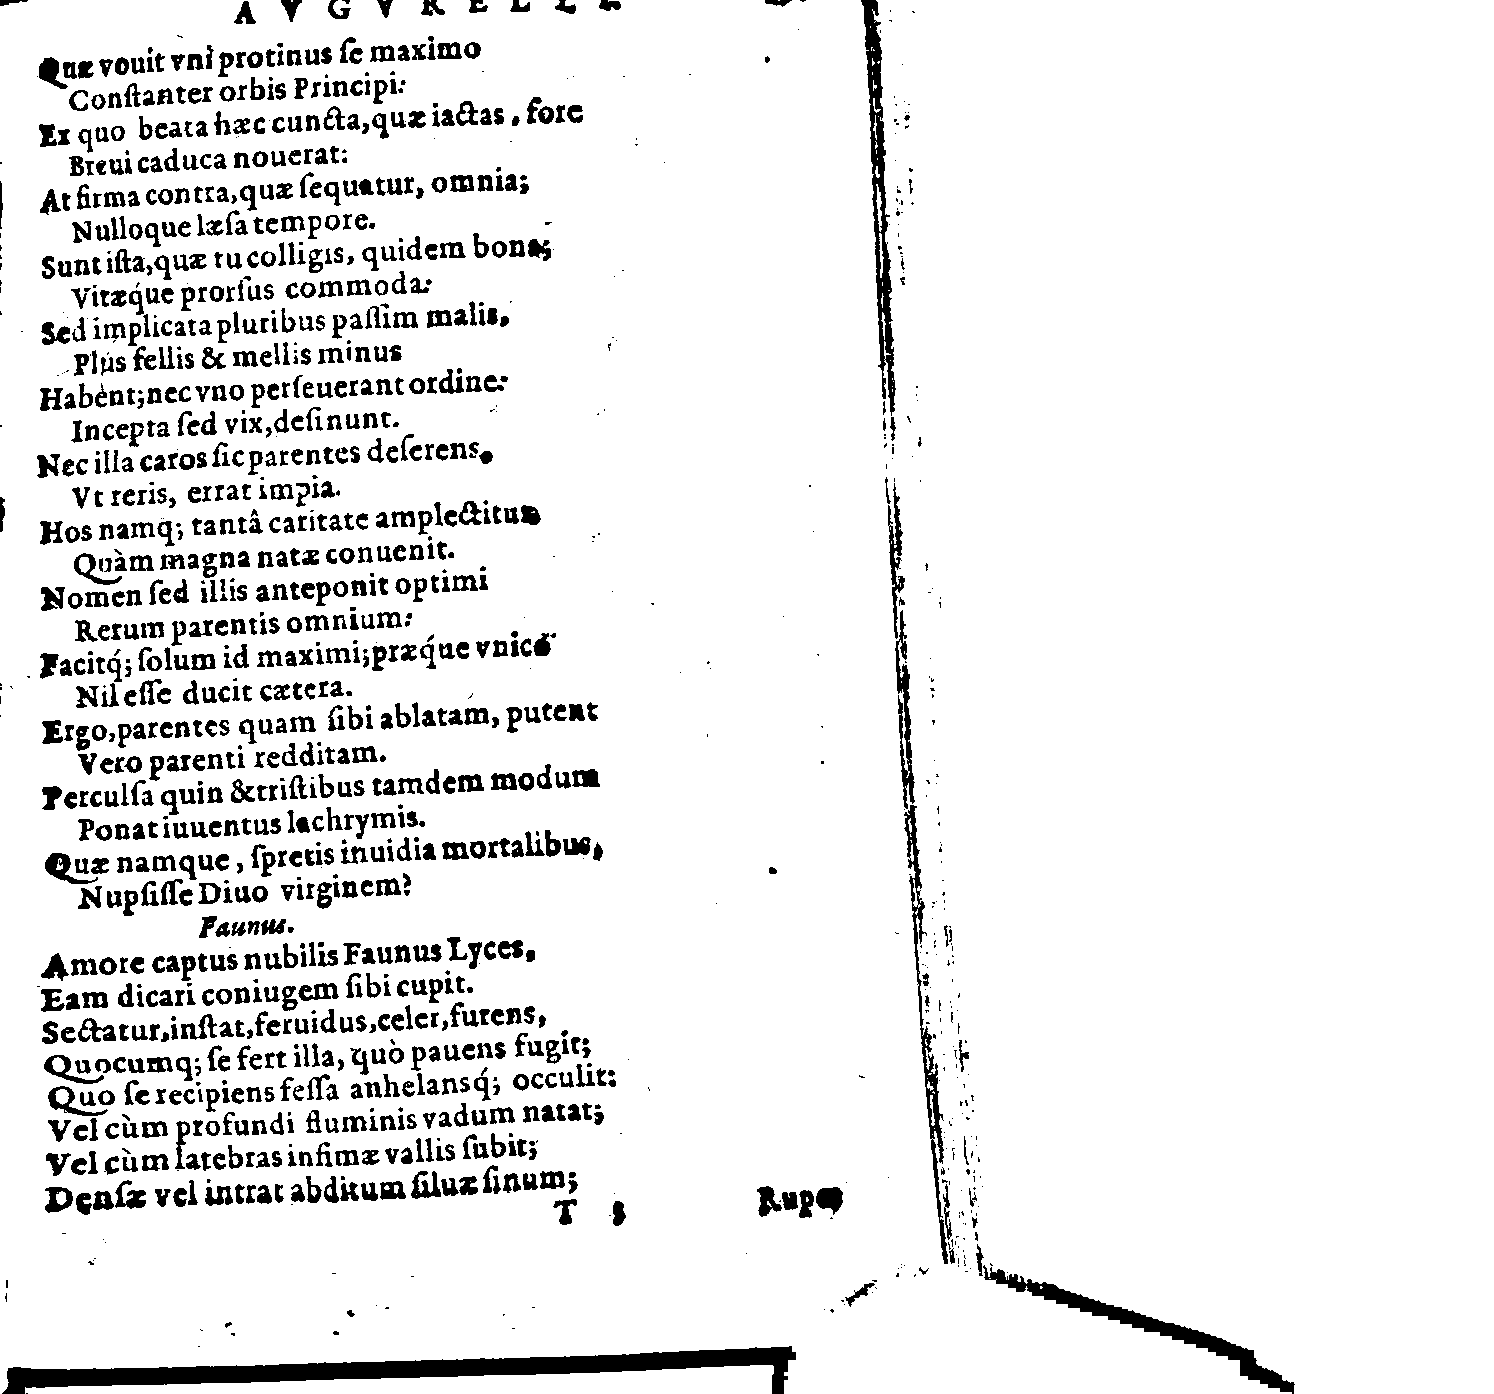 AVGVRELLI
Quæ vouit vni protinus ſe maximo
Conſtanter orbis Principi:
Ex quo beata hæc cuncta,quæ iactas, fore
Breui caduca nouerat:
At firma contra,quæ ſequatur, omnia;
Nulloque læſa tempore.
Sunt iſta,quæ tu colligis, quidem bona;
Vitæq́ue prorſus commoda:
Sed implicata pluribus paſſim malis,
Plus fellis & mellis minus
Habent;nec vno perſeuerant ordine:
Incepta ſed vix,deſinunt.
Nec illa caros ſic parentes deſerens,
Vt reris, errat impia.
Hos namq; tantâ caritate amplectitur
Quàm magna natæ conuenit.
Nomen ſed illis anteponit optimi
Rerum parentis omnium:
Facitq́; ſolum id maximi;præq́ue vnico
Nil eſſe ducit cætera.
Ergo,parentes quam ſibi ablatam, putent
Vero parenti redditam.
Perculſa quin &triſtibus tamdem modum
Ponat iuuentus lachrymis.
Quæ namque, ſpretis inuidia mortalibus,
Nupſiſſe Diuo virginem?
Faunus.
Amore captus nubilis Faunus Lyces,
Eam dicari coniugem ſibi cupit.
Sectatur,inſtat,feruidus,celer,furens,
Quocumq; ſe fert illa, quò pauens fugit;
Quo ſe recipiens feſſa anhelansq́; occulit:
Vel cùm profundi fluminis vadum natat;
Vel cùm latebras infimæ vallis ſubit;
Denſæ vel intrat abditum ſiluæ ſinum;
T